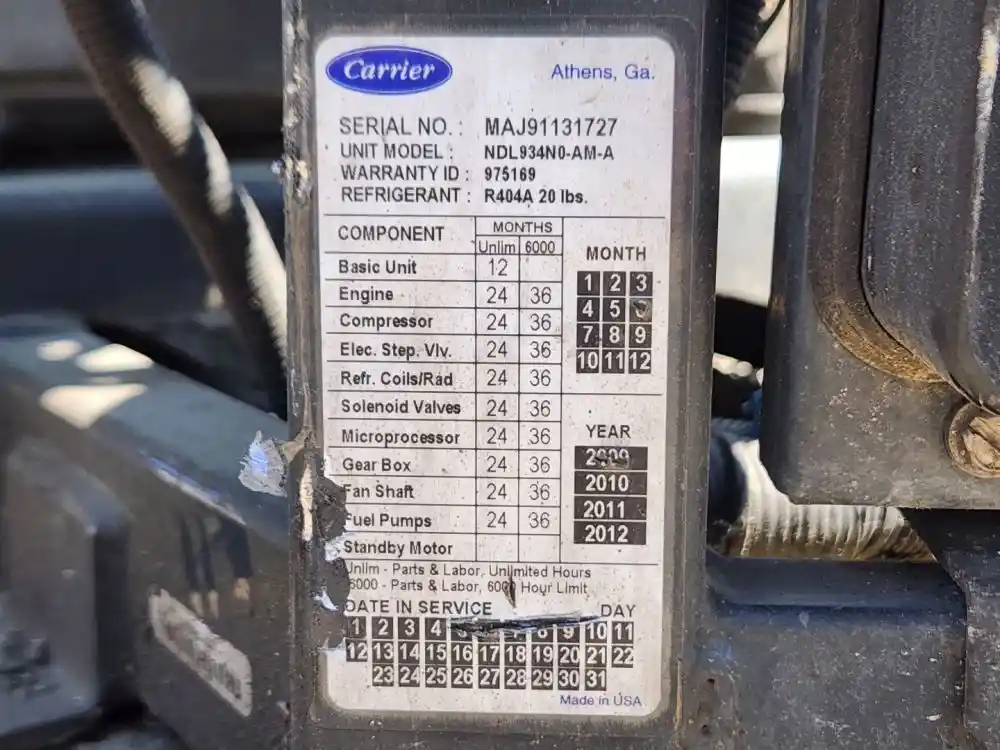 Carrier
Athens, Ga.
SERIAL NO. : MAJ91131727
UNIT MODEL : NDL934N0-AM-A
WARRANTY ID : 975169
REFRIGERANT : R404A 20 lbs.
COMPONENT MONTHS
Unlim 6000
Basic Unit 12
Engine 24 36
Compressor 24 36
Elec. Step. Vlv. 24 36
Refr. Coils/Rad 24 36
Solenoid Valves 24 36
Microprocessor 24 36
Gear Box 24 36
Fan Shaft 24 36
Fuel Pumps 24 36
Standby Motor
MONTH
1 2 3
4 5
7 8 9
10 11 12
YEAR
2009
2010
2011
2012
Unlim - Parts & Labor, Unlimited Hours
6000 - Parts & Labor, 6000 Hour Limit
DATE IN SERVICE DAY
1 2 3 4 7 8 9 10 11
12 13 14 15 16 17 18 19 20 21 22
23 24 25 26 27 28 29 30 31
Made in USA